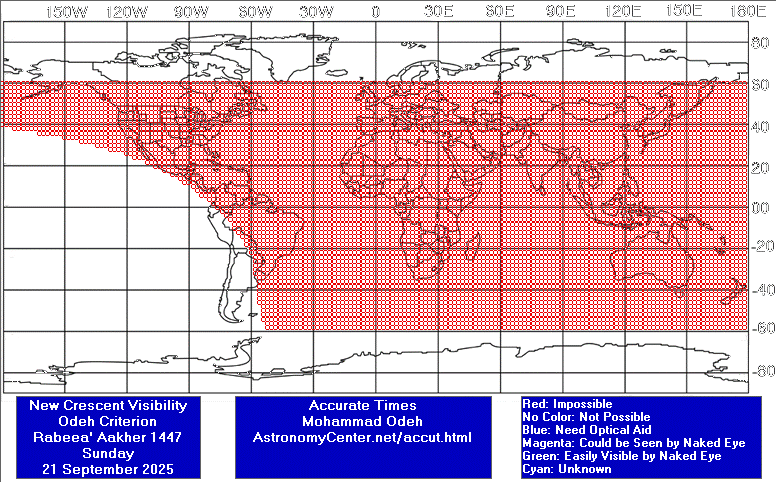 150W 120W 90W 60W 30W 0 30E 60E 90E 120E 150E 180E
80
60
40
20
00
-20
-40
-60
-80
New Crescent Visibility
Odeh Criterion
Rabeea' Aakher 1447
Sunday
21 September 2025
Accurate Times
Mohammad Odeh
AstronomyCenter.net/accut.html
Red: Impossible
No Color: Not Possible
Blue: Need Optical Aid
Magenta: Could be Seen by Naked Eye
Green: Easily Visible by Naked Eye
Cyan: Unknown